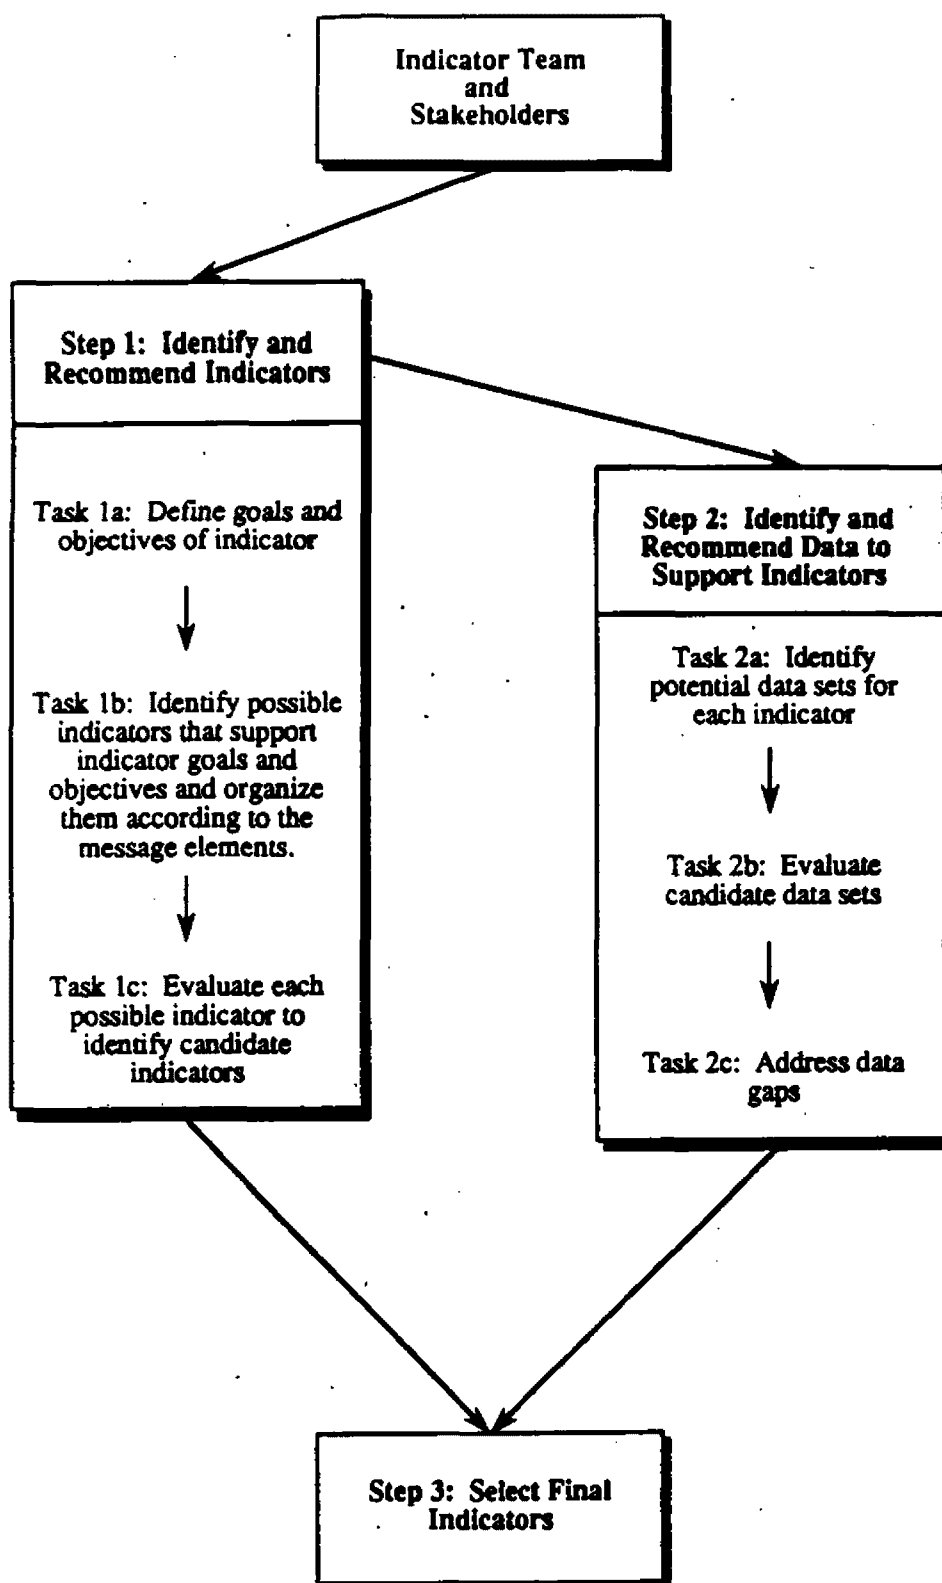 Indicator Team
and
Stakeholders
Step 1: Identify and
Recommend Indicators
Task 1a: Define goals and
objectives of indicator
Task 1b: Identify possible
indicators that support
indicator goals and
objectives and organize
them according to the
message elements.
Task 1c: Evaluate each
possible indicator to
identify candidate
indicators
Step 2: Identify and
Recommend Data to
Support Indicators
Task 2a: Identify
potential data sets for
each indicator
Task 2b: Evaluate
candidate data sets
Task 2c: Address data
gaps
Step 3: Select Final
Indicators